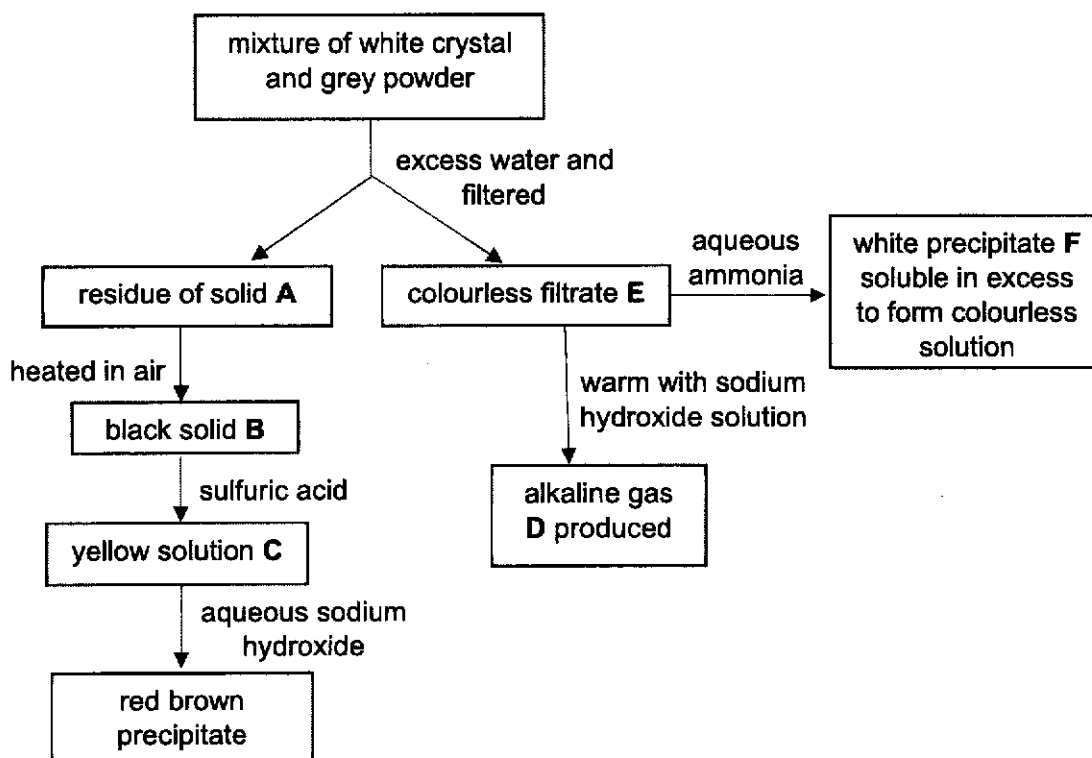 mixture of white crystal
and grey powder
excess water and
filtered
residue of solid A
colourless filtrate E
aqueous
ammonia
white precipitate F
soluble in excess
to form colourless
solution
heated in air
black solid B
warm with sodium
hydroxide solution
sulfuric acid
alkaline gas
D produced
yellow solution C
aqueous sodium
hydroxide
red brown
precipitate